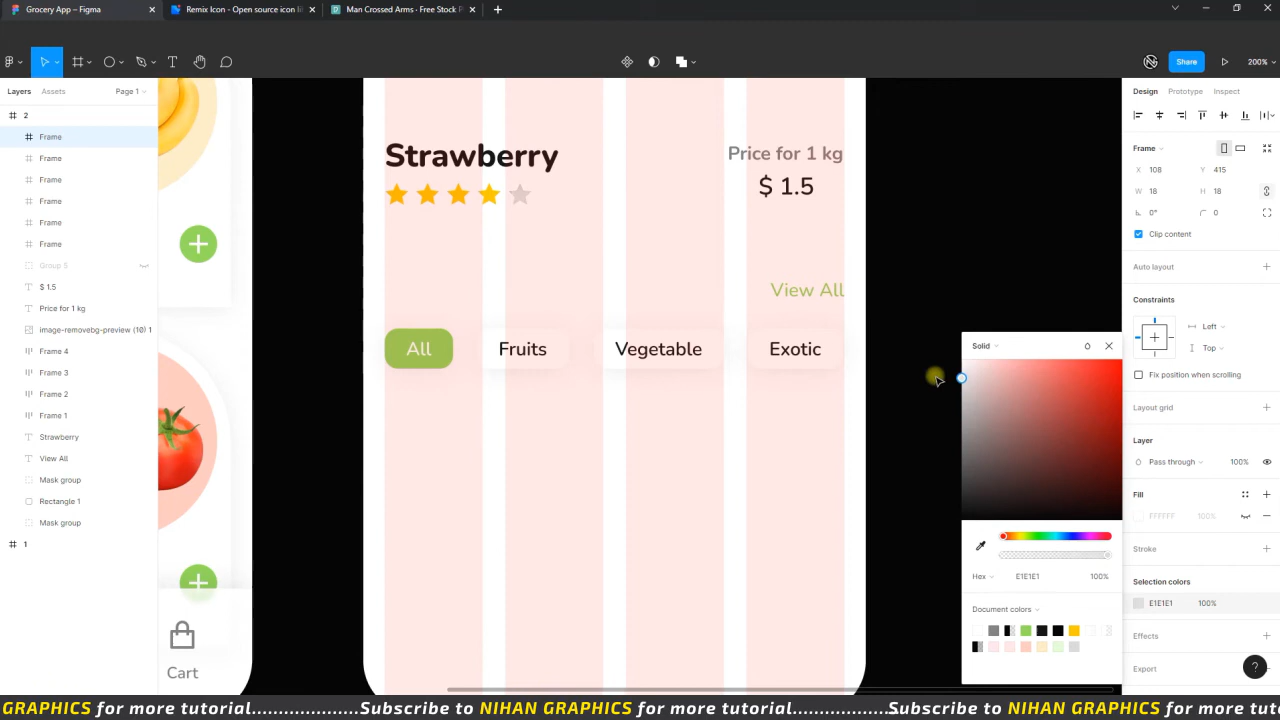 Grocery App – Figma
Remix Icon - Open source icon li
Man Crossed Arms · Free Stock P
Share
200%
Layers
Assets
Page 1
2
Frame
Frame
Frame
Frame
Frame
Frame
Group 5
$ 1.5
Price for 1 kg
image-removebg-preview (10) 1
Frame 4
Frame 3
Frame 2
Frame 1
Strawberry
View All
Mask group
Rectangle 1
Mask group
1
Cart
Strawberry
Price for 1 kg
$ 1.5
View All
All
Fruits
Vegetable
Exotic
Solid
Hex
E1E1E1
100%
Document colors
Design
Prototype
Inspect
Frame
X 108
Y 415
W 18
H 18
0°
0
Clip content
Auto layout
Constraints
Left
Top
Fix position when scrolling
Layout grid
Layer
Pass through
100%
Fill
FFFFFF
100%
Stroke
Selection colors
E1E1E1
100%
Effects
Export
?
GRAPHICS for more tutorial..................Subscribe to NIHAN GRAPHICS for more tutorial..................Subscribe to NIHAN GRAPHICS for more tut